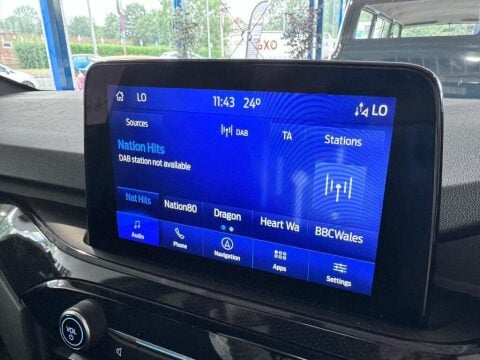 LO 11:43 24° LO
Sources DAB TA Stations
Nation Hits
DAB station not available
Nat Hits Nation80 Dragon Heart Wa BBCWales
Audio Phone Navigation Apps Settings
VOL